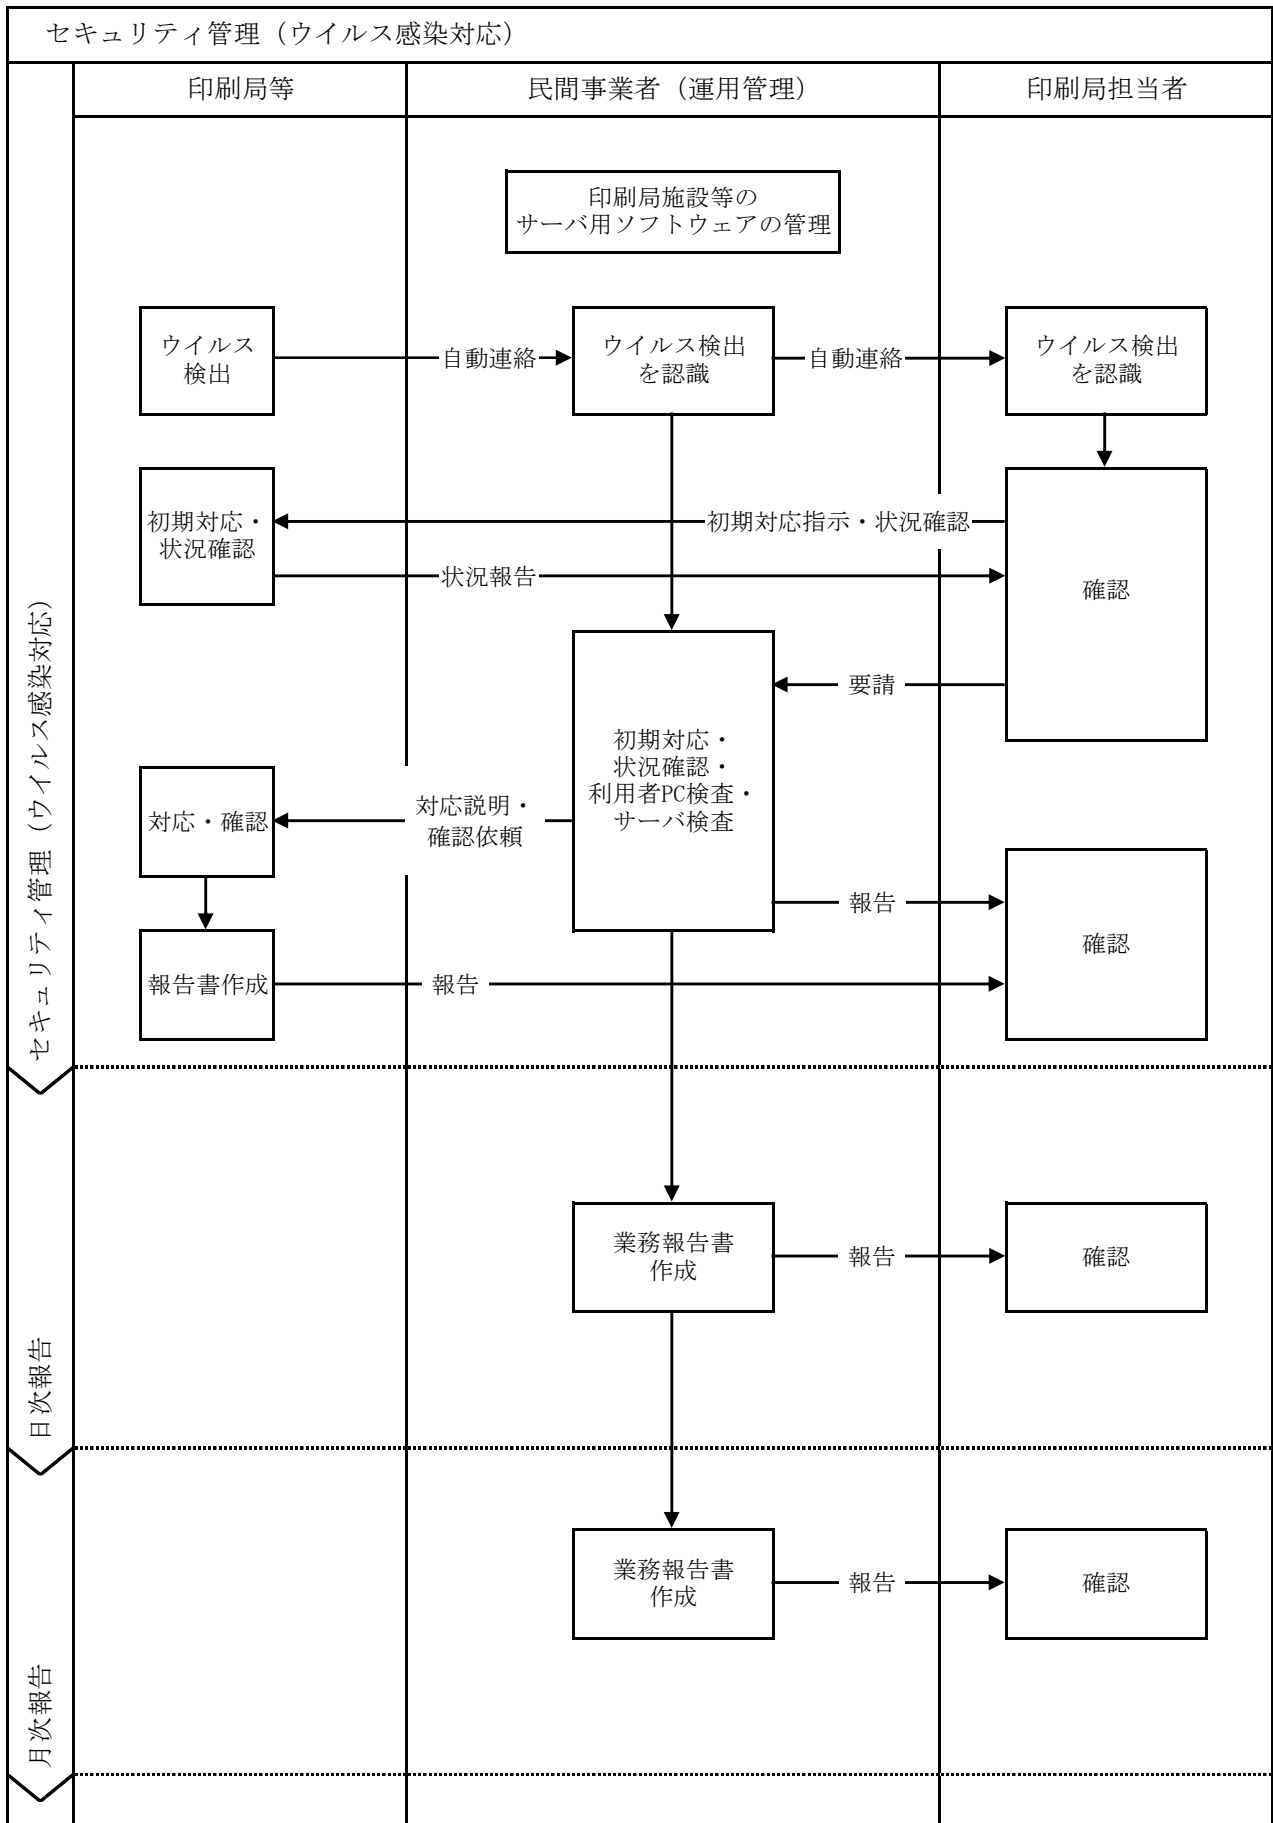 セキュリティ管理（ウイルス感染対応）
印刷局等
民間事業者（運用管理）
印刷局担当者
印刷局施設等の
サーバ用ソフトウェアの管理
ウイルス
検出
自動連絡
ウイルス検出
を認識
自動連絡
ウイルス検出
を認識
初期対応・
状況確認
初期対応指示・状況確認
状況報告
確認
要請
初期対応・
状況確認・
利用者PC検査・
サーバ検査
対応・確認
対応説明・
確認依頼
報告
確認
報告書作成
報告
セキュリティ管理（ウイルス感染対応）
業務報告書
作成
報告
確認
日次報告
業務報告書
作成
報告
確認
月次報告